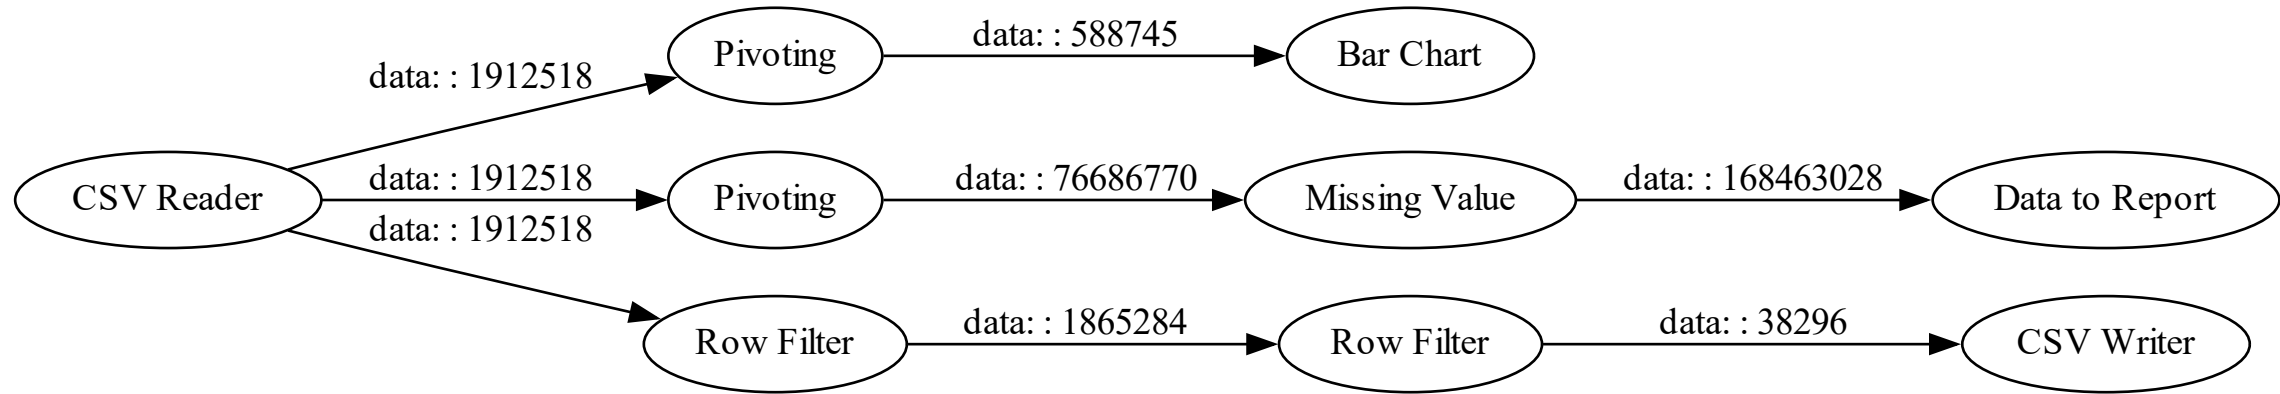 Pivoting
data: : 588745
Bar Chart
data: : 1912518
CSV Reader
data: : 1912518
Pivoting
data: : 76686770
Missing Value
data: : 168463028
Data to Report
data: : 1912518
Row Filter
data: : 1865284
Row Filter
data: : 38296
CSV Writer